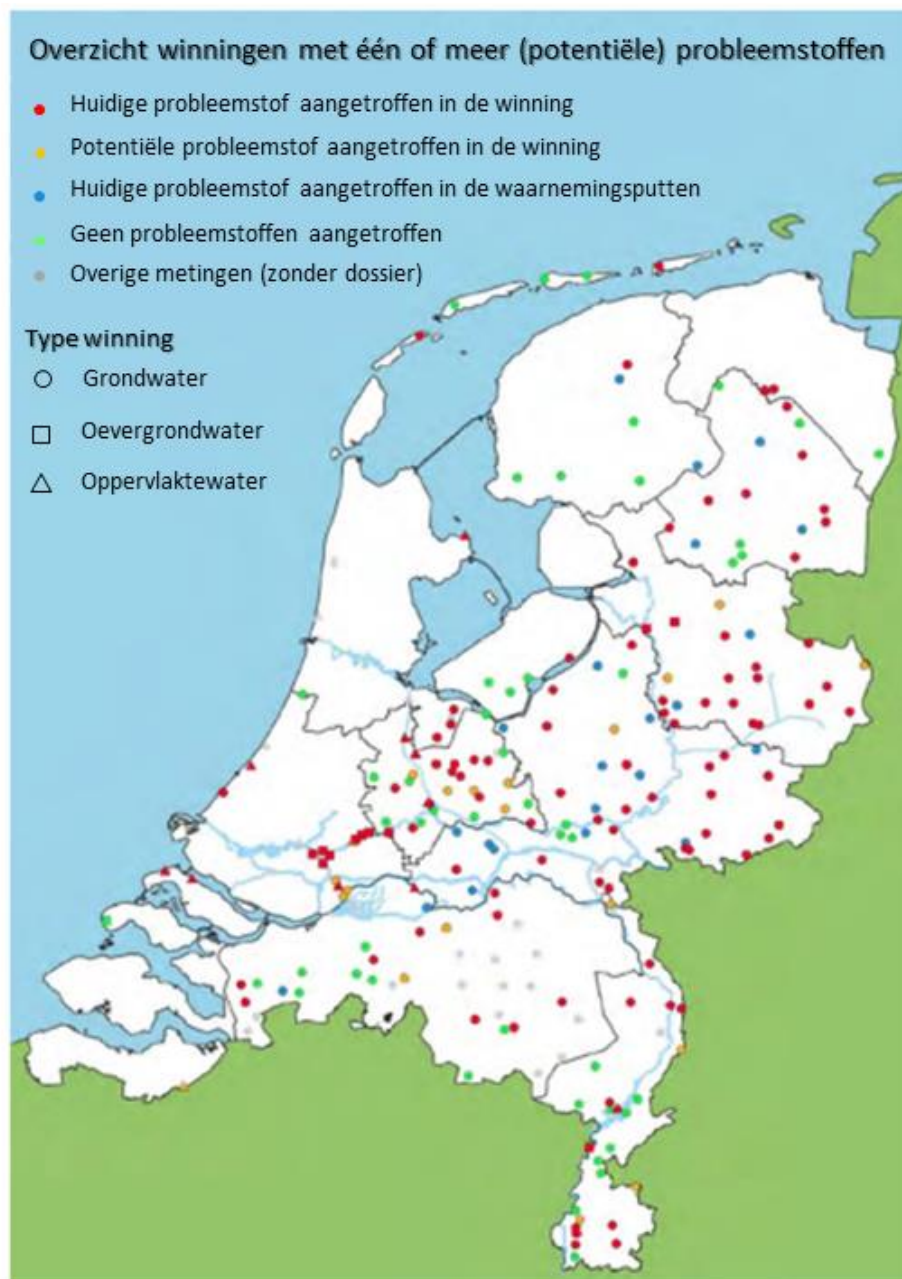 Overzicht winningen met één of meer (potentiële) probleemstoffen
Huidige probleemstof aangetroffen in de winning
Potentiële probleemstof aangetroffen in de winning
Huidige probleemstof aangetroffen in de waarnemingsputten
Geen probleemstoffen aangetroffen
Overige metingen (zonder dossier)
Type winning
Grondwater
Oevergrondwater
Oppervlaktewater